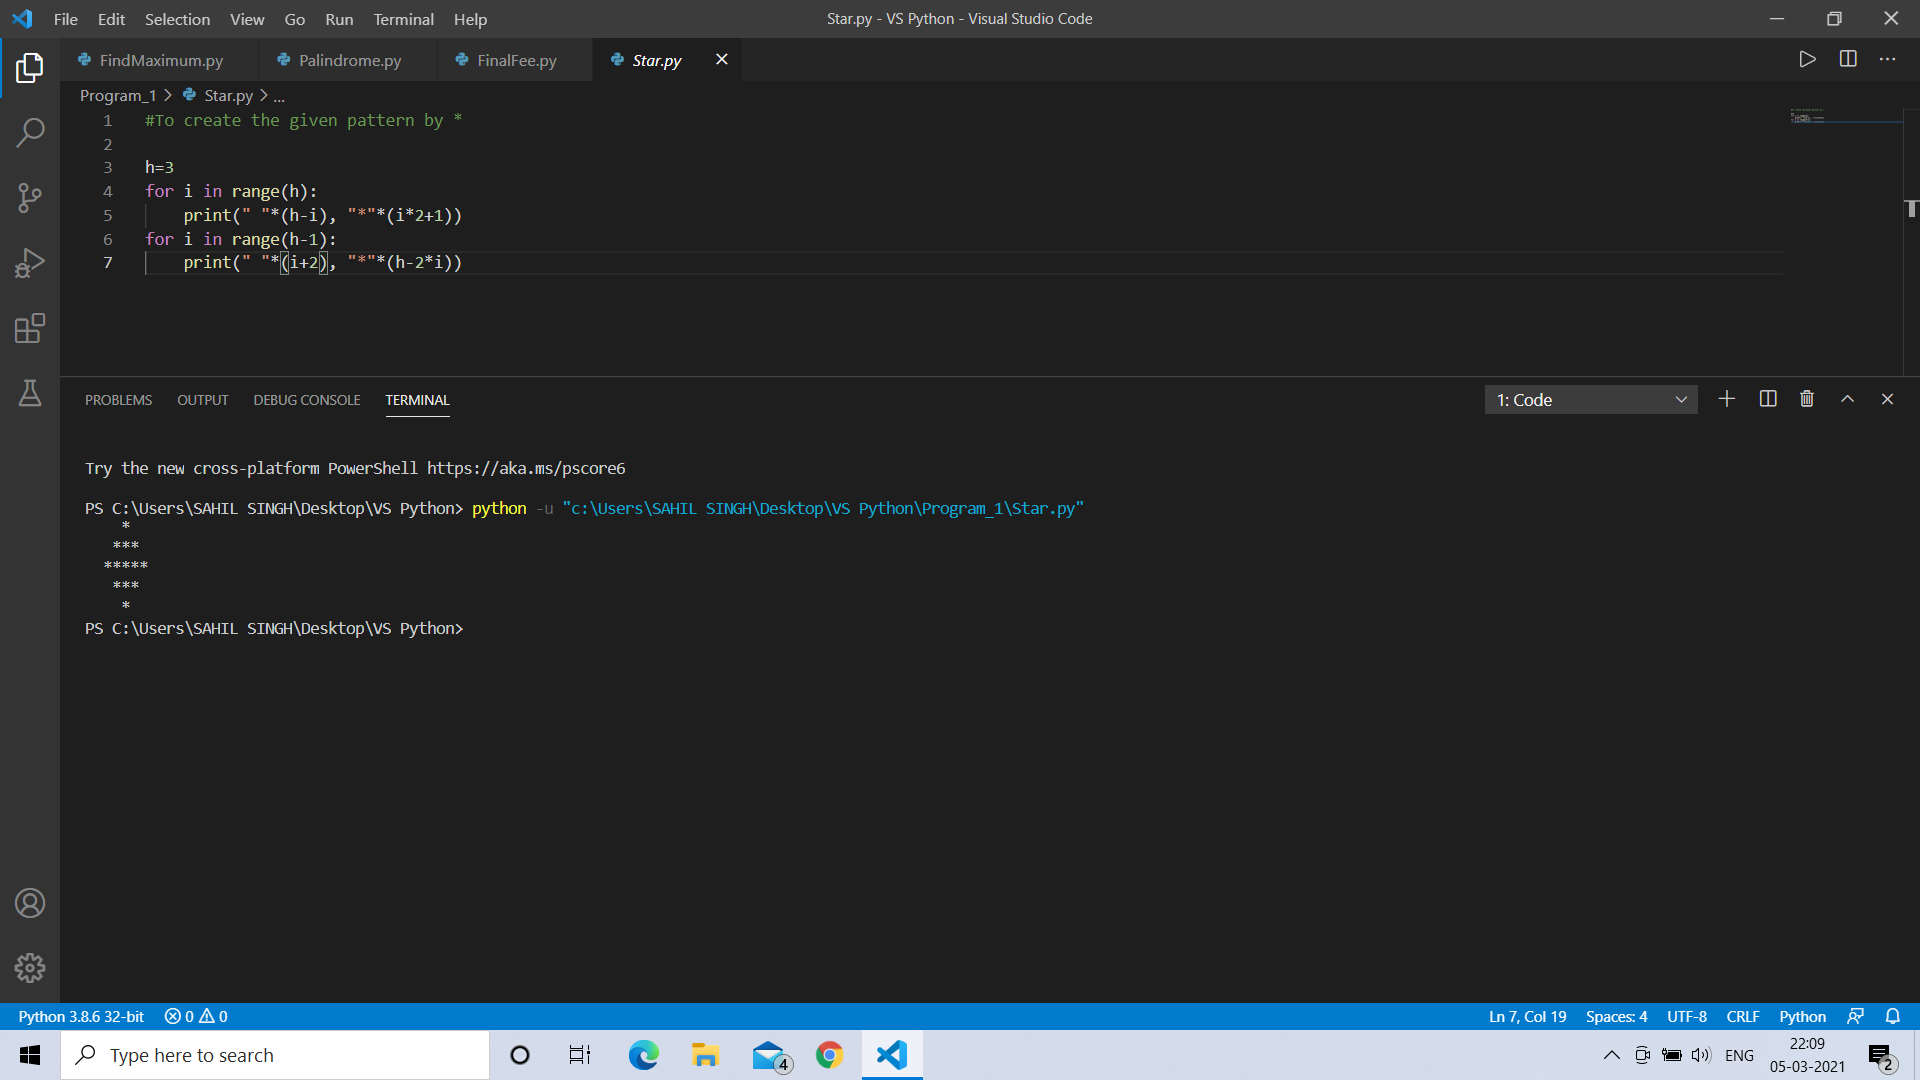 File Edit Selection View Go Run Terminal Help
Star.py - VS Python - Visual Studio Code
FindMaximum.py Palindrome.py FinalFee.py Star.py
Program_1 > Star.py > ...
1 #To create the given pattern by *
2
3 h=3
4 for i in range(h):
5     print(" "*(h-i), "*"*(i*2+1))
6 for i in range(h-1):
7     print(" "*(i+2), "*"*(h-2*i))
PROBLEMS OUTPUT DEBUG CONSOLE TERMINAL
1: Code
Try the new cross-platform PowerShell https://aka.ms/pscore6
PS C:\Users\SAHIL SINGH\Desktop\VS Python> python -u "c:\Users\SAHIL SINGH\Desktop\VS Python\Program_1\Star.py"
    *
   ***
  *****
   ***
    *
PS C:\Users\SAHIL SINGH\Desktop\VS Python>
Python 3.8.6 32-bit 0 0
Ln 7, Col 19 Spaces: 4 UTF-8 CRLF Python
Type here to search
4
ENG
22:09
05-03-2021
2